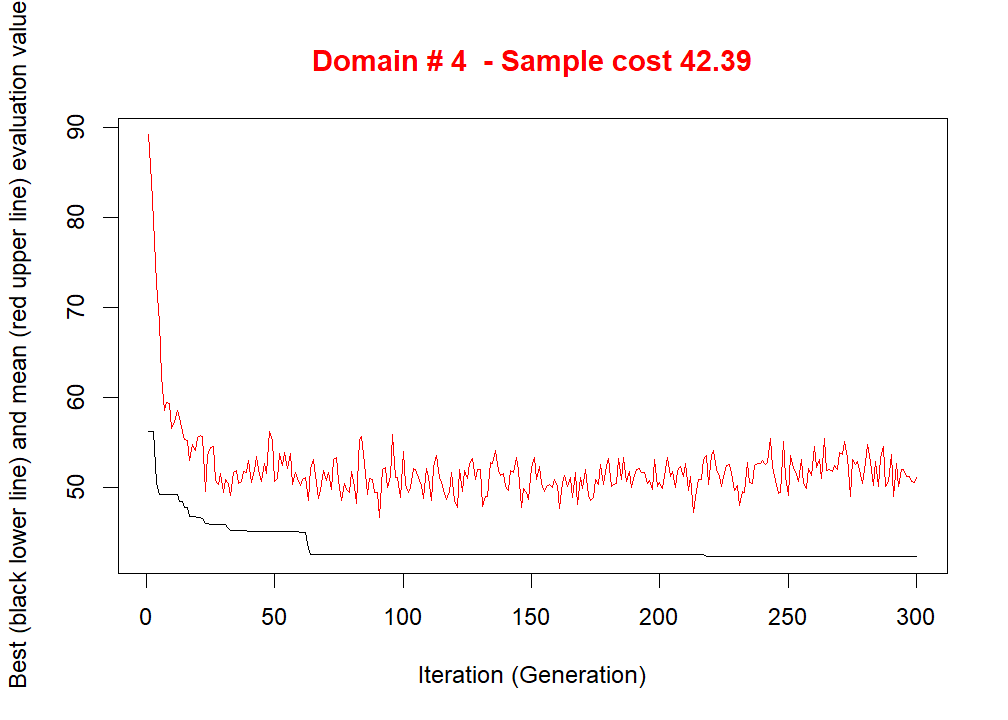 Domain # 4  - Sample cost 42.39
Best (black lower line) and mean (red upper line) evaluation value
90
80
70
60
50
0 50 100 150 200 250 300
Iteration (Generation)